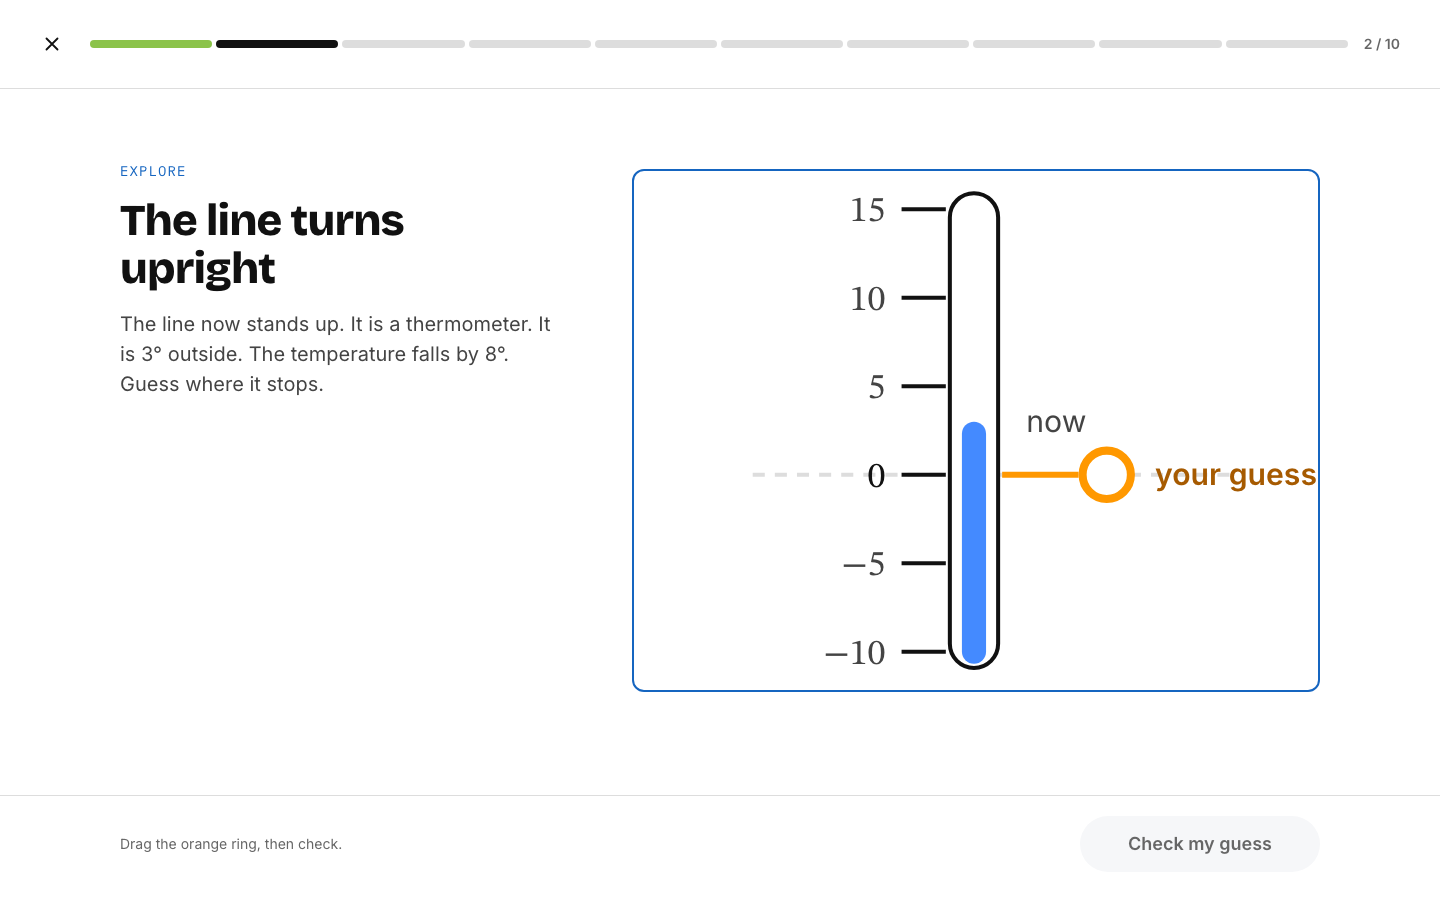 2 / 10
EXPLORE
The line turns
upright
The line now stands up. It is a thermometer. It
is 3° outside. The temperature falls by 8°.
Guess where it stops.
15
10
5
now
0
your guess
−5
−10
Drag the orange ring, then check.
Check my guess